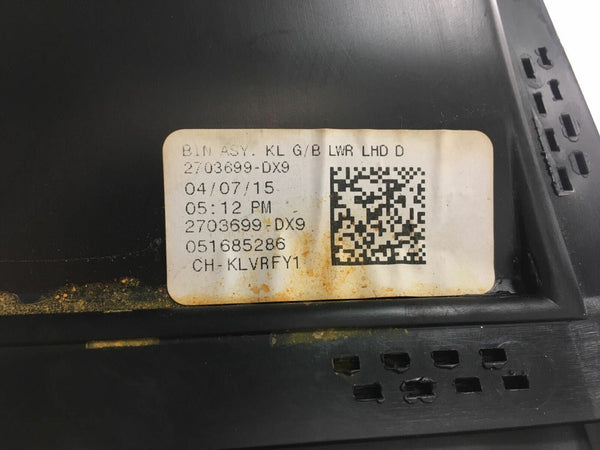 BIN ASY. KL G/B LWR LHD D
2703699-DX9
04/07/15
05:12 PM
2703699-DX9
051685286
CH-KLVRFY1